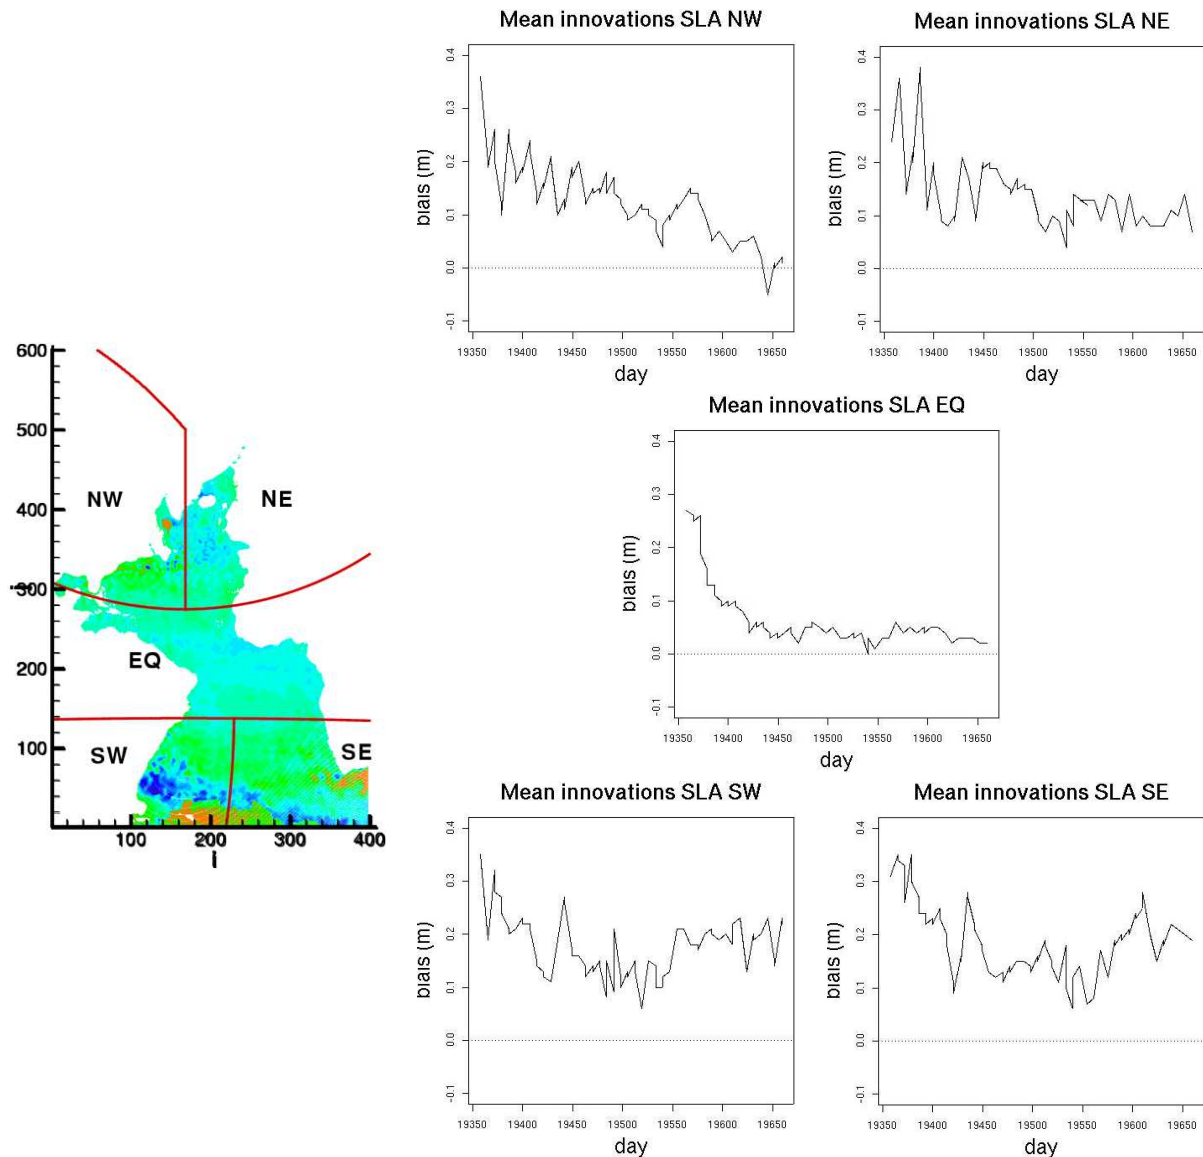 Mean innovations SLA NW
Mean innovations SLA NE
0.4
0.3
0.2
0.1
0.0
-0.1
biais (m)
19350 19400 19450 19500 19550 19600 19650
day
0.4
0.3
0.2
0.1
0.0
-0.1
biais (m)
19350 19400 19450 19500 19550 19600 19650
day
Mean innovations SLA EQ
0.4
0.3
0.2
0.1
0.0
-0.1
biais (m)
19350 19400 19450 19500 19550 19600 19650
day
600
500
400
300
200
100
NW
NE
EQ
SW
SE
100 200 300 400
i
Mean innovations SLA SW
Mean innovations SLA SE
0.4
0.3
0.2
0.1
0.0
-0.1
biais (m)
19350 19400 19450 19500 19550 19600 19650
day
0.4
0.3
0.2
0.1
0.0
-0.1
biais (m)
19350 19400 19450 19500 19550 19600 19650
day